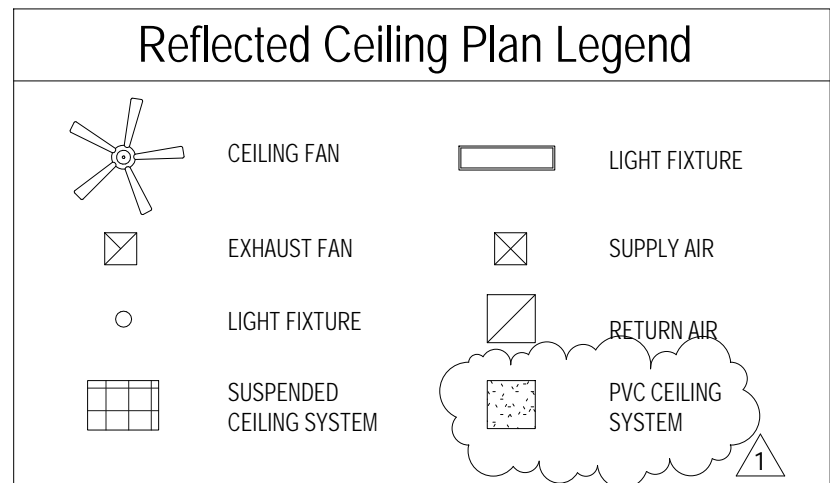 Reflected Ceiling Plan Legend
CEILING FAN
LIGHT FIXTURE
EXHAUST FAN
SUPPLY AIR
LIGHT FIXTURE
RETURN AIR
SUSPENDED
CEILING SYSTEM
PVC CEILING
SYSTEM
1